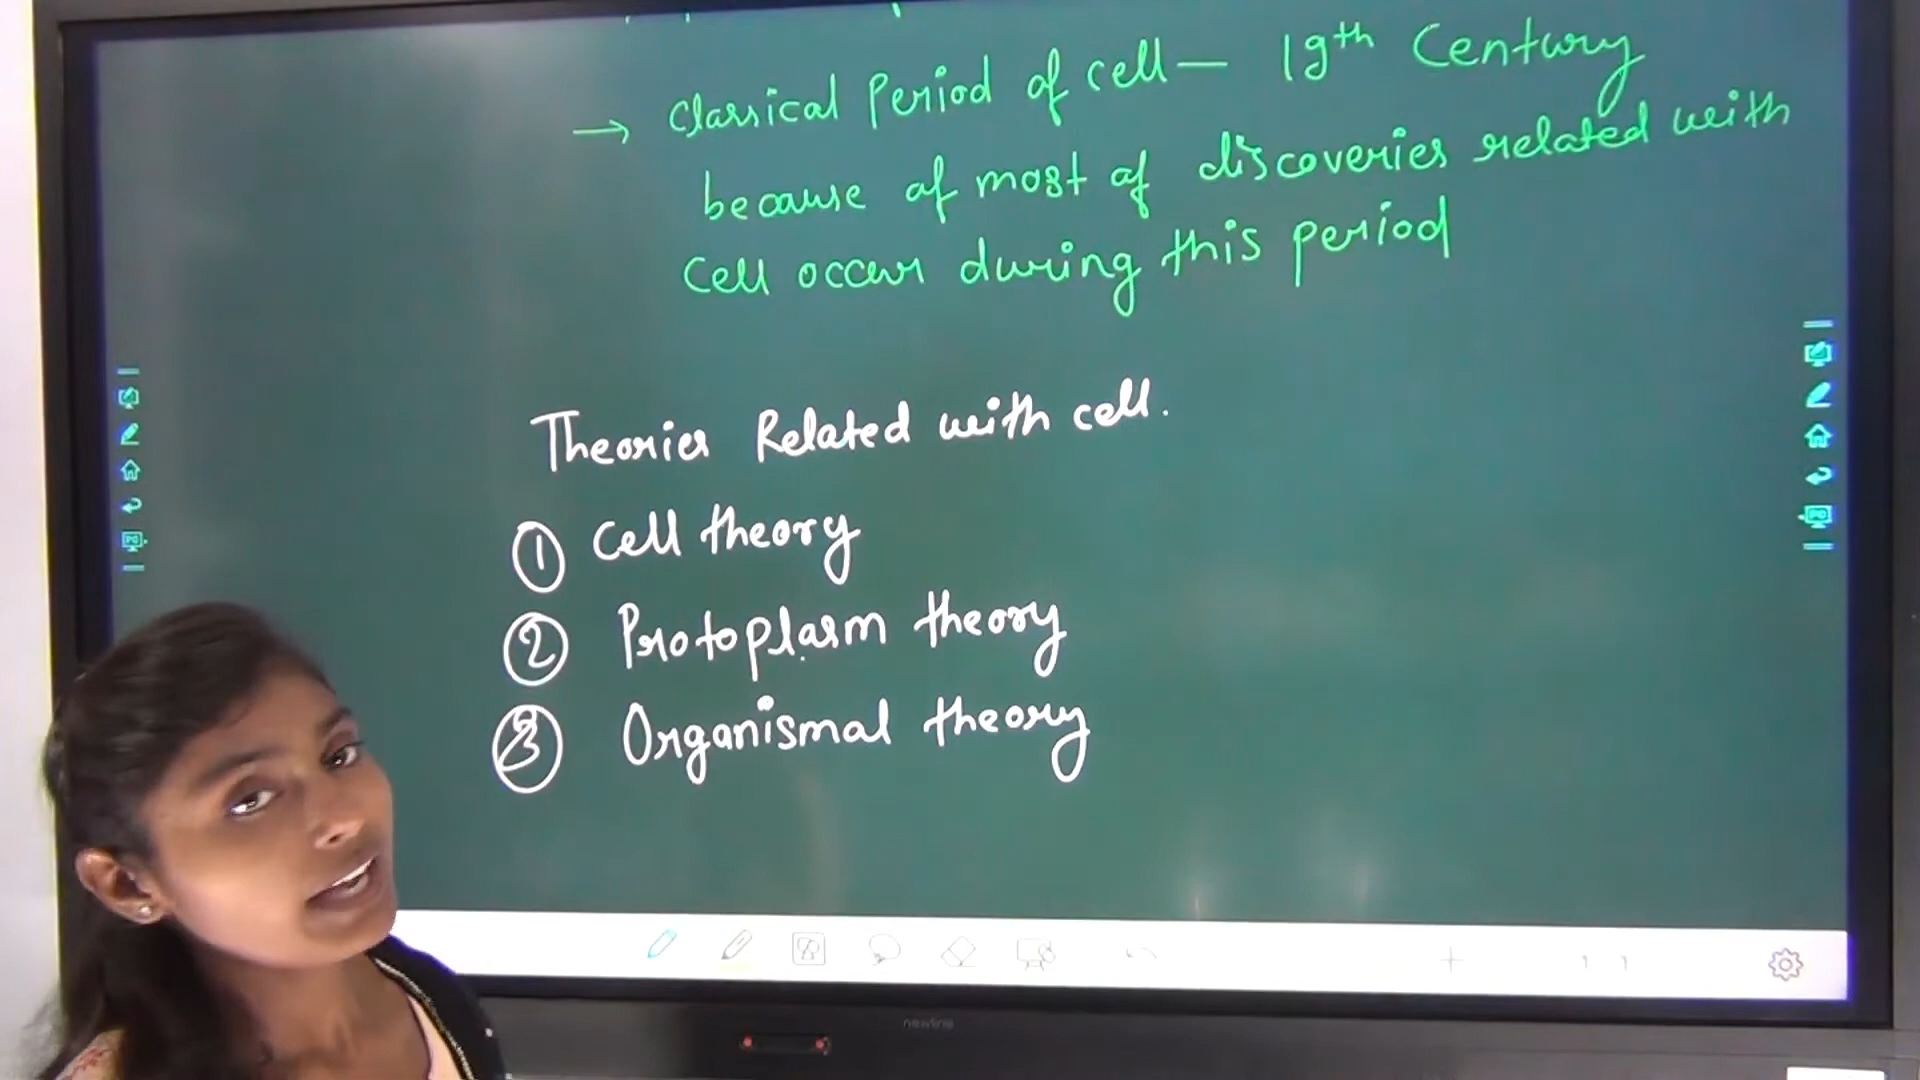 → Classical Period of cell — 19th Century
because of most of discoveries related with
cell occur during this period
Theories Related with cell.
① Cell theory
② Protoplasm theory
③ Organismal theory
newline